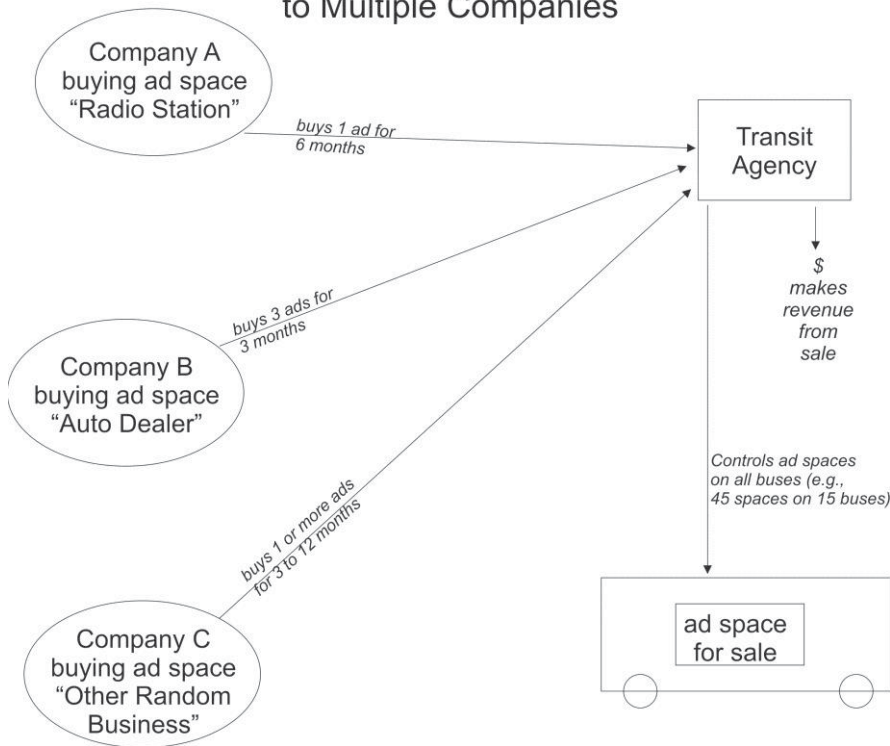 to Multiple Companies
Company A
buying ad space
“Radio Station”
buys 1 ad for
6 months
Transit
Agency
$
makes
revenue
from
sale
buys 3 ads for
3 months
Company B
buying ad space
“Auto Dealer”
Controls ad spaces
on all buses (e.g.,
45 spaces on 15 buses)
buys 1 or more ads
for 3 to 12 months
Company C
buying ad space
“Other Random
Business”
ad space
for sale